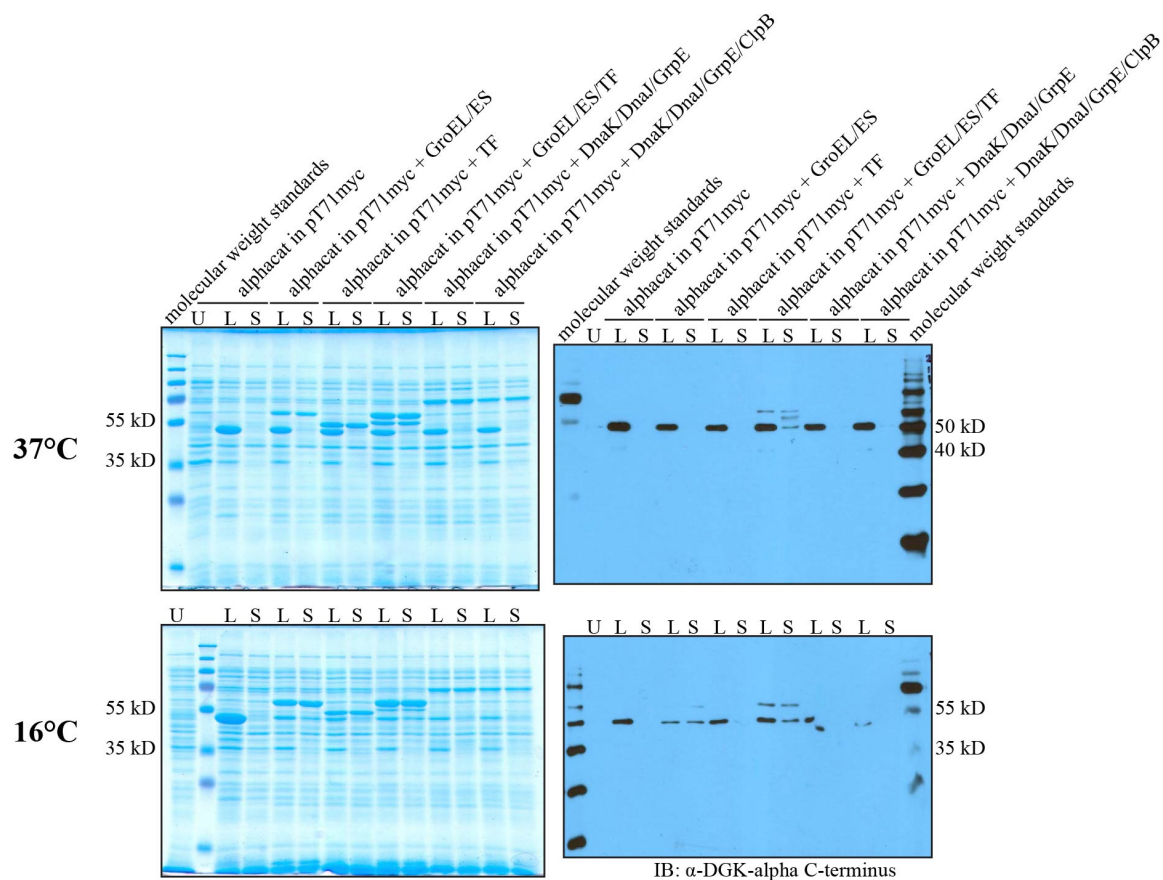 molecular weight standards
alphacat in pT71myc
alphacat in pT71myc + GroEL/ES
alphacat in pT71myc + TF
alphacat in pT71myc + GroEL/ES/TF
alphacat in pT71myc + DnaK/DnaJ/GrpE
alphacat in pT71myc + DnaK/DnaJ/GrpE/ClpB
molecular weight standards
alphacat in pT71myc
alphacat in pT71myc + GroEL/ES
alphacat in pT71myc + TF
alphacat in pT71myc + GroEL/ES/TF
alphacat in pT71myc + DnaK/DnaJ/GrpE
alphacat in pT71myc + DnaK/DnaJ/GrpE/ClpB
molecular weight standards
U L S L S L S L S L S L S
U L S L S L S L S L S L S
37°C
55 kD
35 kD
50 kD
40 kD
U L S L S L S L S L S L S
U L S L S L S L S L S L S
16°C
55 kD
35 kD
55 kD
35 kD
IB: α-DGK-alpha C-terminus